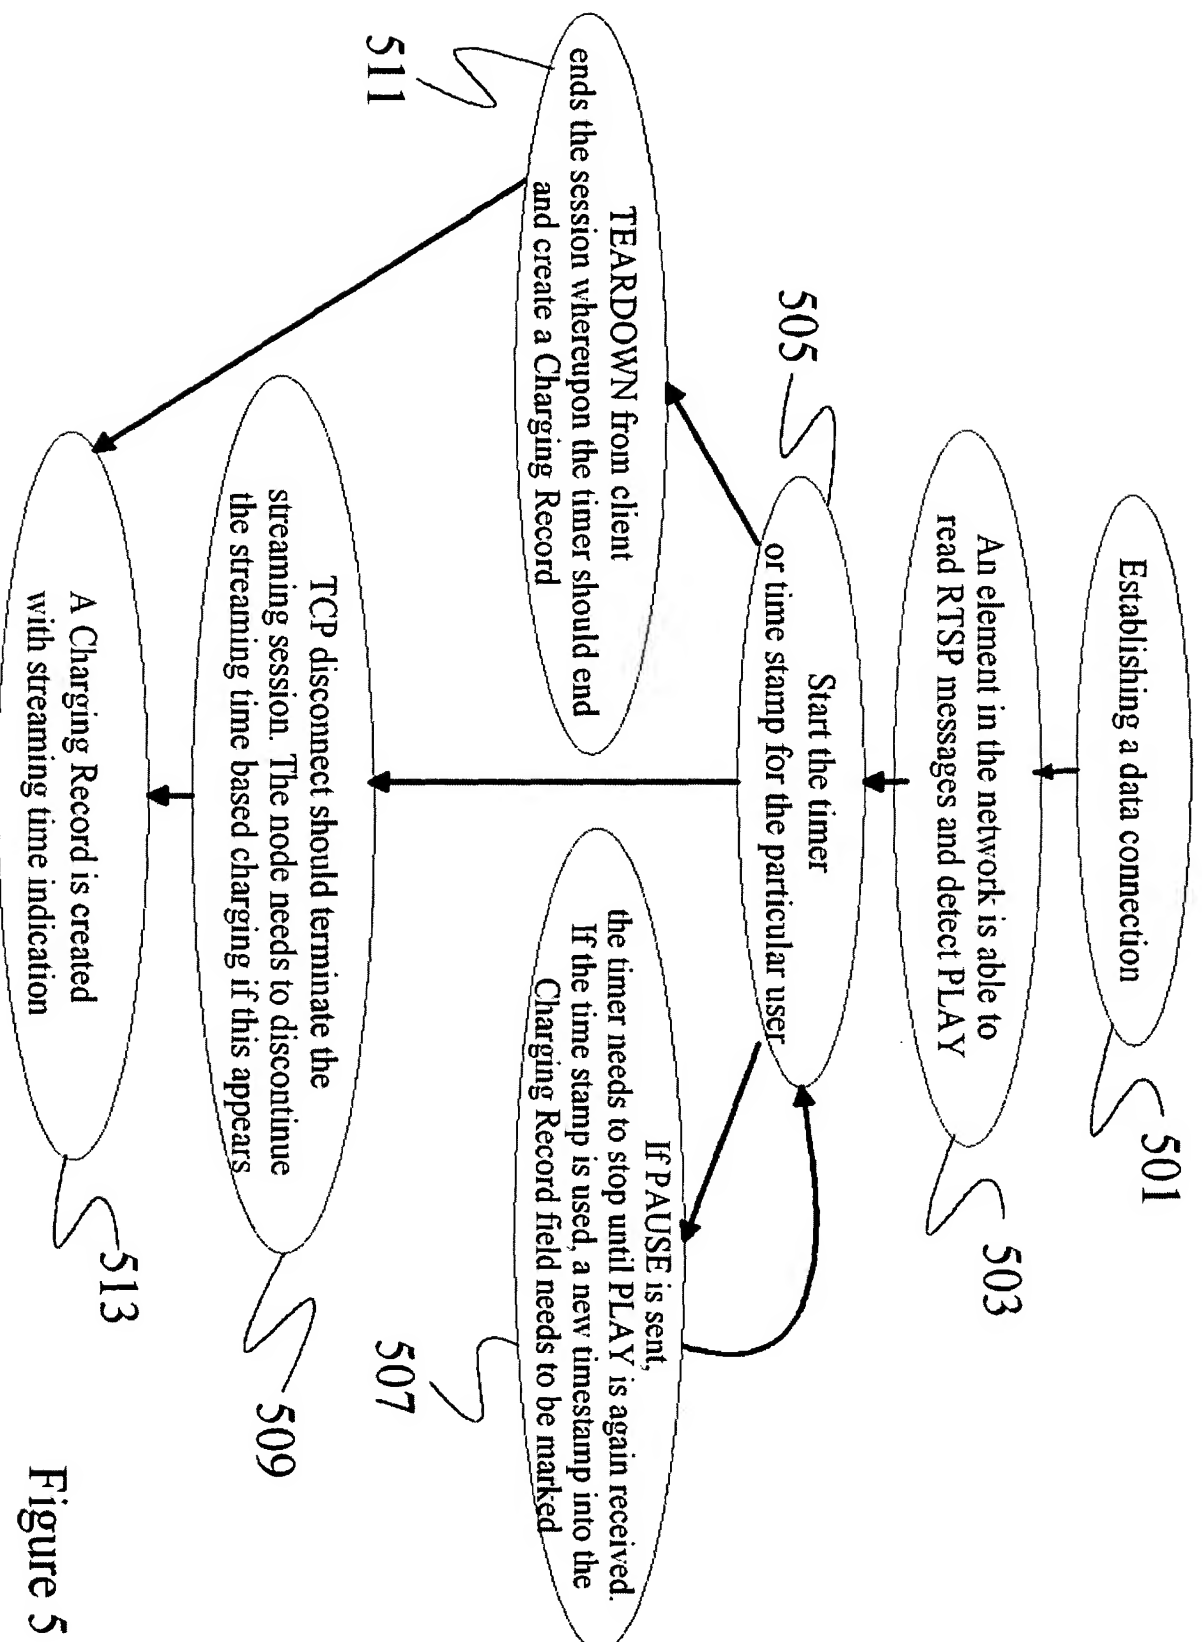 Establishing a data connection
501
An element in the network is able to
read RTSP messages and detect PLAY
503
505
Start the timer
or time stamp for the particular user
TEARDOWN from client
ends the session whereupon the timer should end
and create a Charging Record
511
If PAUSE is sent,
the timer needs to stop until PLAY is again received.
If the time stamp is used, a new timestamp into the
Charging Record field needs to be marked
507
TCP disconnect should terminate the
streaming session. The node needs to discontinue
the streaming time based charging if this appears
509
A Charging Record is created
with streaming time indication
513
Figure 5